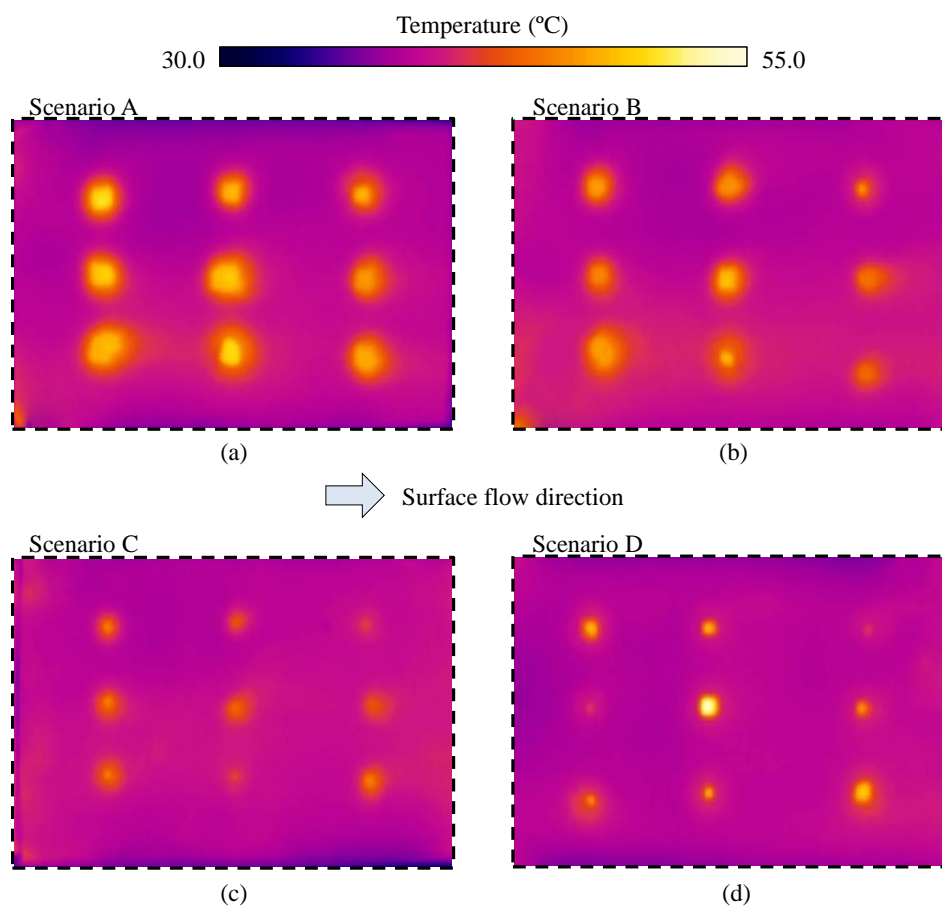 Temperature (ºC)
30.0 55.0
Scenario A Scenario B
(a) (b)
Surface flow direction
Scenario C Scenario D
(c) (d)